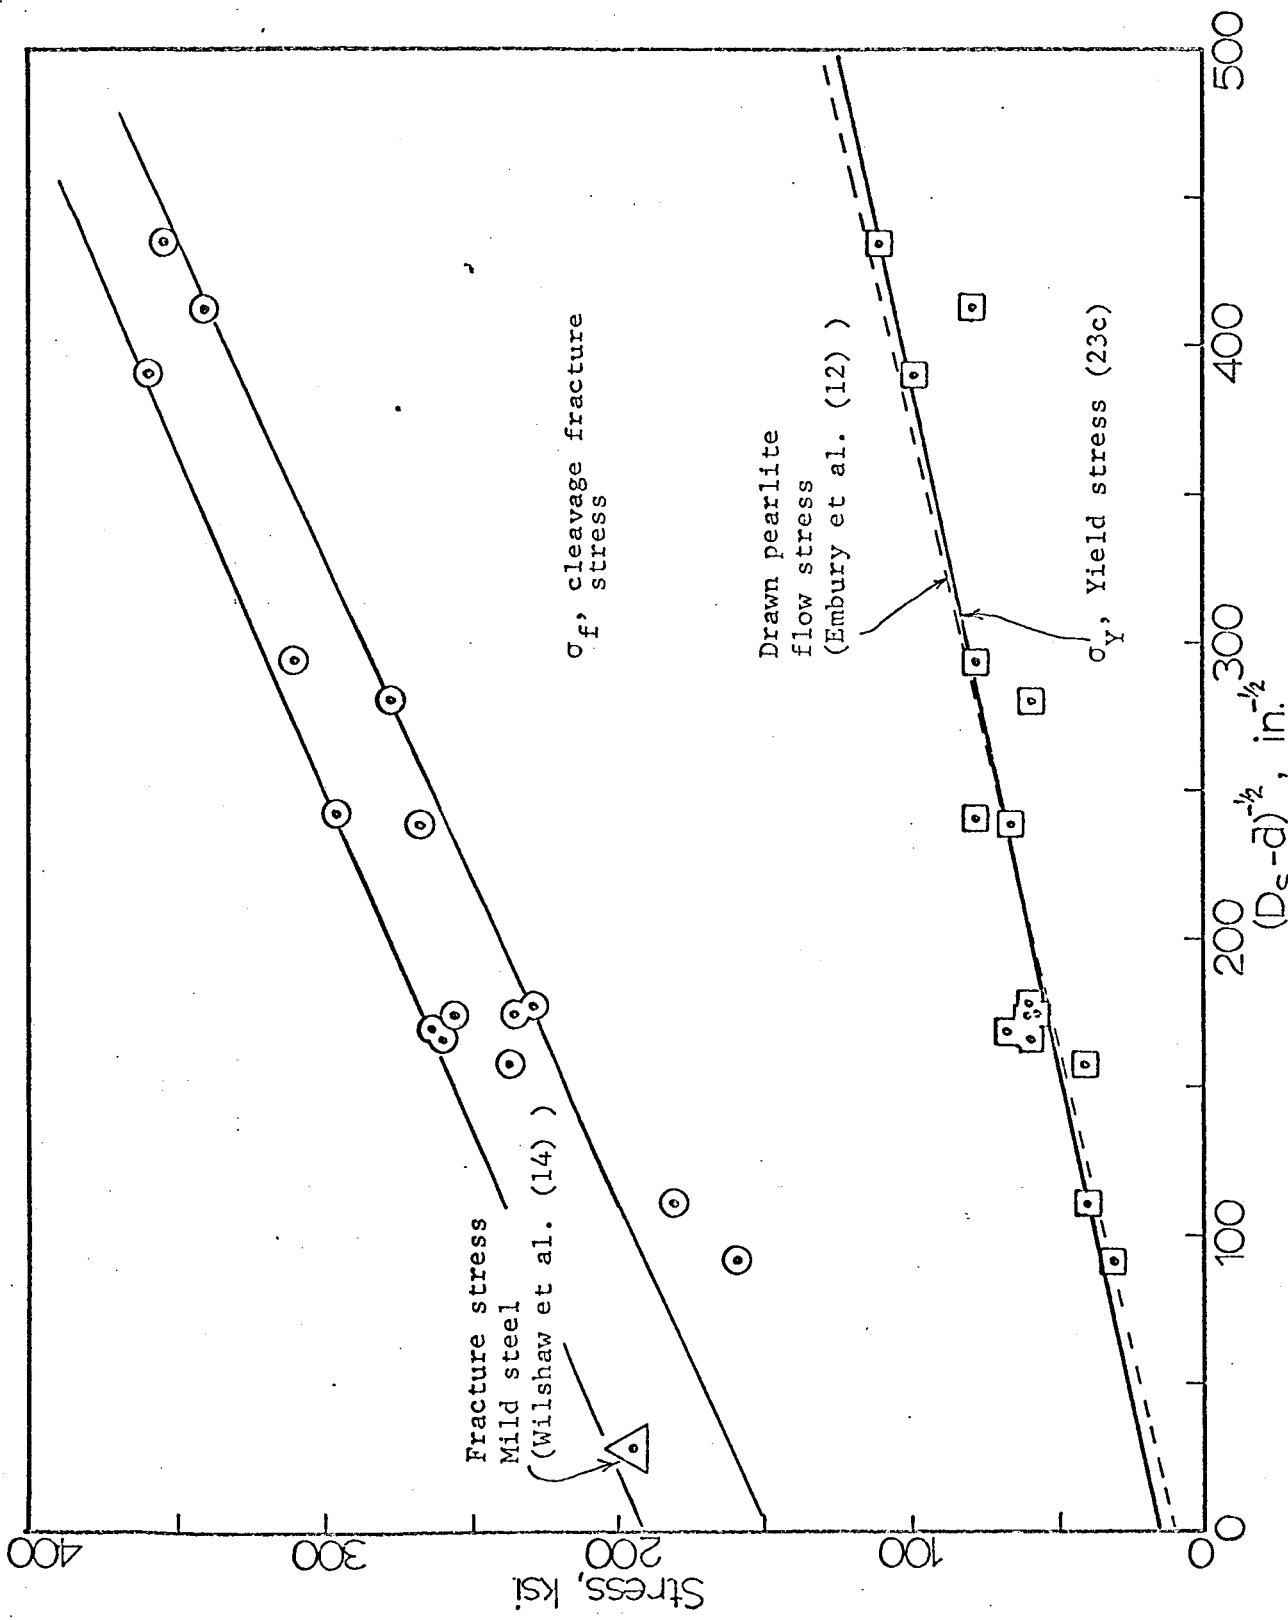 400
300
200
100
0
Stress, ksi
Fracture stress
Mild steel
(Wilshaw et al. (14) )
σf, cleavage fracture
stress
Drawn pearlite
flow stress
(Embury et al. (12) )
σY, Yield stress (23c)
0
100
200
300
400
500
(Ds-d)^-½, in.^-½